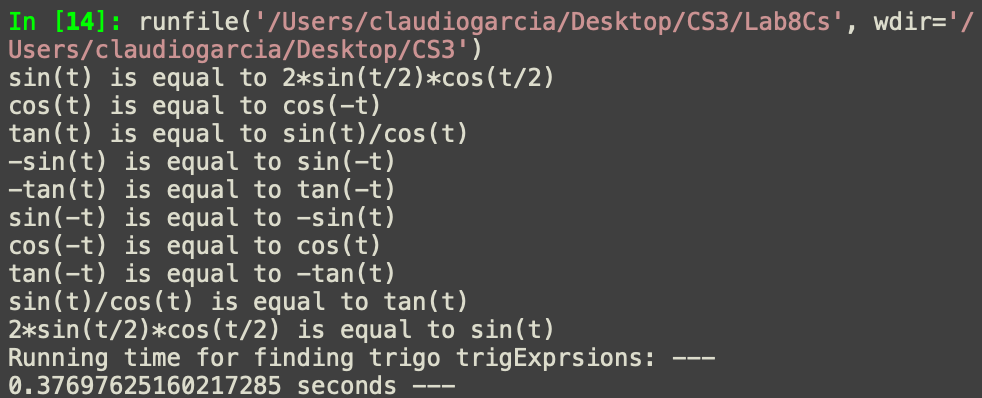 In [14]: runfile('/Users/claudiogarcia/Desktop/CS3/Lab8Cs', wdir='/
Users/claudiogarcia/Desktop/CS3')
sin(t) is equal to 2*sin(t/2)*cos(t/2)
cos(t) is equal to cos(-t)
tan(t) is equal to sin(t)/cos(t)
-sin(t) is equal to sin(-t)
-tan(t) is equal to tan(-t)
sin(-t) is equal to -sin(t)
cos(-t) is equal to cos(t)
tan(-t) is equal to -tan(t)
sin(t)/cos(t) is equal to tan(t)
2*sin(t/2)*cos(t/2) is equal to sin(t)
Running time for finding trigo trigExprsions: ---
0.37697625160217285 seconds ---